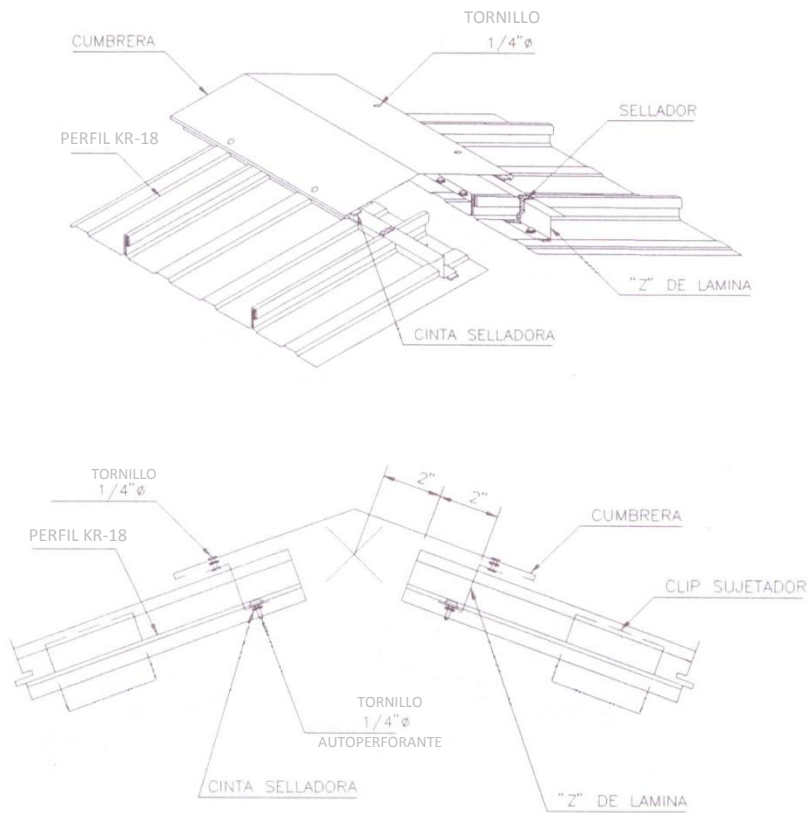 TORNILLO
1/4"ø
CUMBRERA
SELLADOR
PERFIL KR-18
"Z" DE LAMINA
CINTA SELLADORA
TORNILLO
1/4"ø
2"
2"
CUMBRERA
PERFIL KR-18
CLIP SUJETADOR
TORNILLO
1/4"ø
AUTOPERFORANTE
CINTA SELLADORA
"Z" DE LAMINA